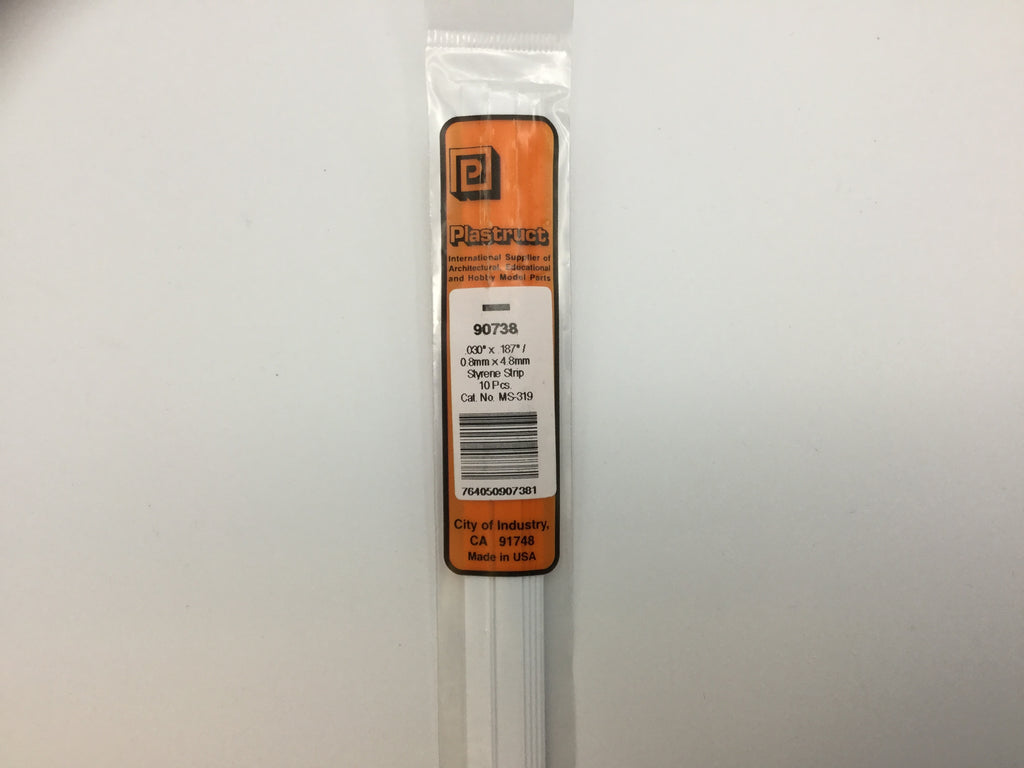 P
Plastruct
International Supplier of
Architectural, Educational
and Hobby Model Parts
90738
.030" x .187" /
0.8mm x 4.8mm
Styrene Strip
10 Pcs.
Cat. No. MS-319
764050907381
City of Industry,
CA 91748
Made in USA